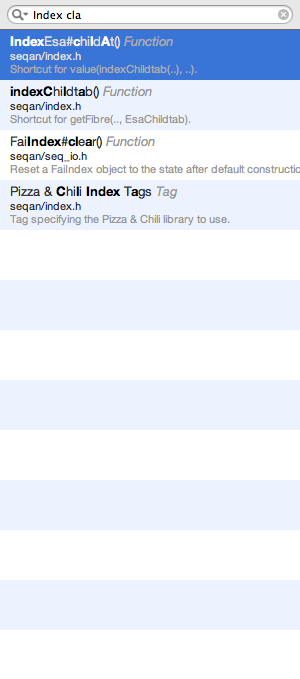 Index cla
IndexEsa#childAt() Function
seqan/index.h
Shortcut for value(indexChildtab(..), ..).
indexChildtab() Function
seqan/index.h
Shortcut for getFibre(.., EsaChildtab).
FaiIndex#clear() Function
seqan/seq_io.h
Reset a FaiIndex object to the state after default constructio
Pizza & Chili Index Tags Tag
seqan/index.h
Tag specifying the Pizza & Chili library to use.